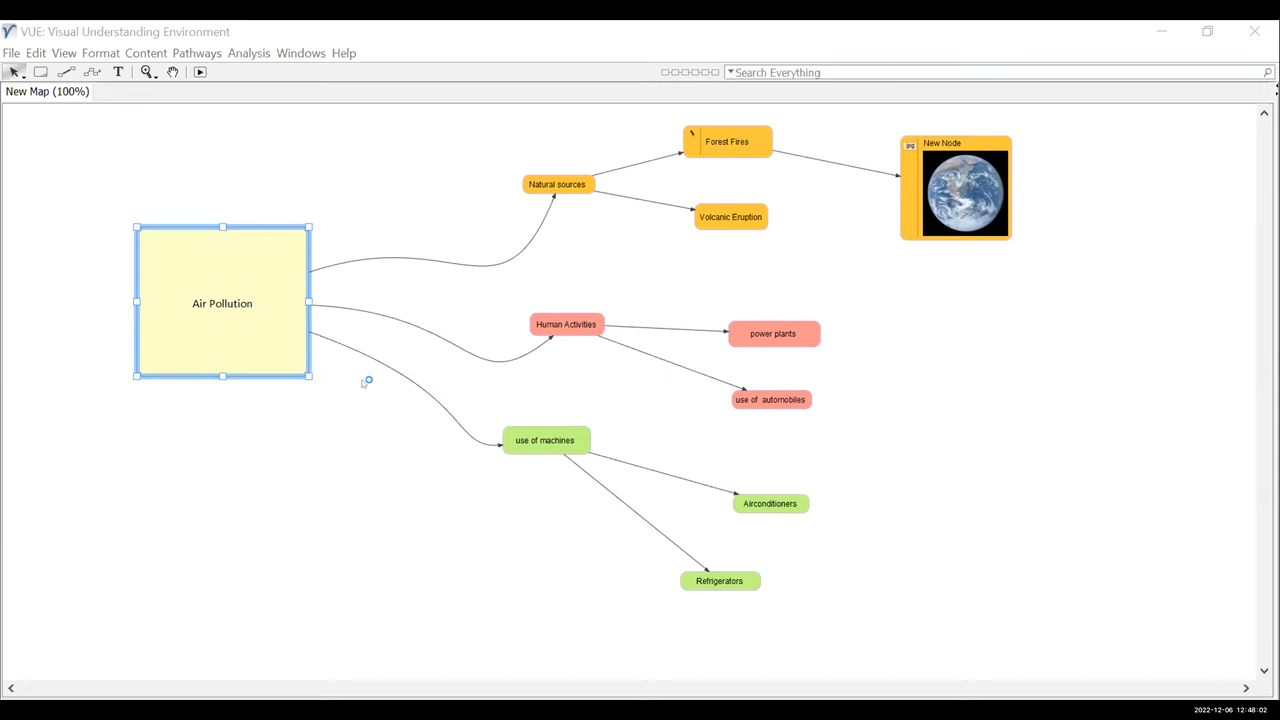 VUE: Visual Understanding Environment
File Edit View Format Content Pathways Analysis Windows Help
T
Search Everything
New Map (100%)
Forest Fires
jpg
New Node
Natural sources
Volcanic Eruption
Air Pollution
Human Activities
power plants
use of automobiles
use of machines
Airconditioners
Refrigerators
2022-12-06 12:48:02